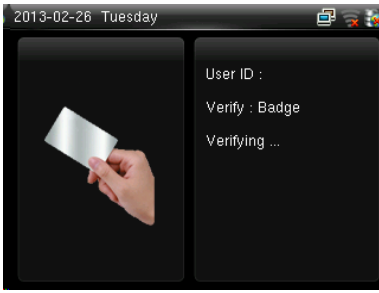 2013-02-26 Tuesday
User ID :
Verify : Badge
Verifying ...